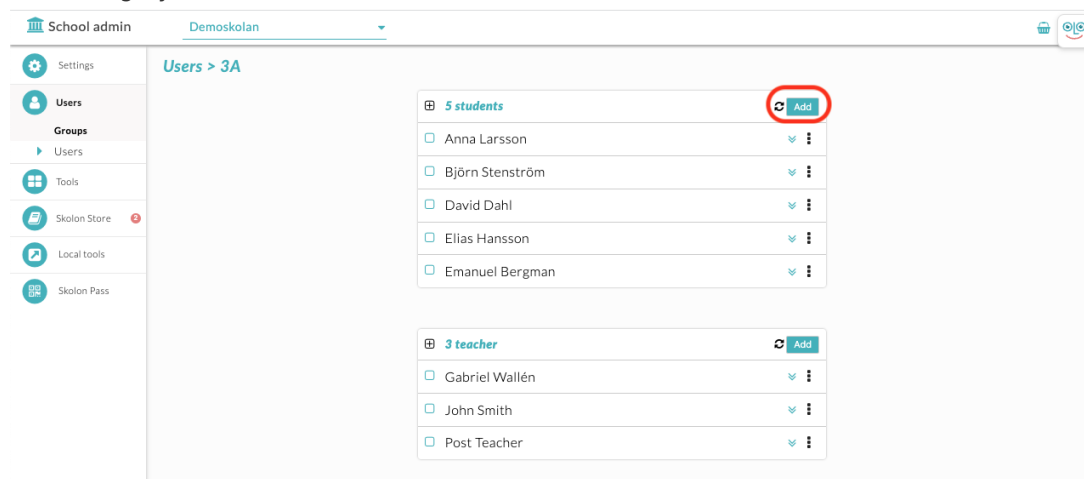 School admin
Demoskolan
Settings
Users > 3A
Users
Groups
Users
Tools
Skolon Store 2
Local tools
Skolon Pass
5 students Add
Anna Larsson
Björn Stenström
David Dahl
Elias Hansson
Emanuel Bergman
3 teacher Add
Gabriel Wallén
John Smith
Post Teacher